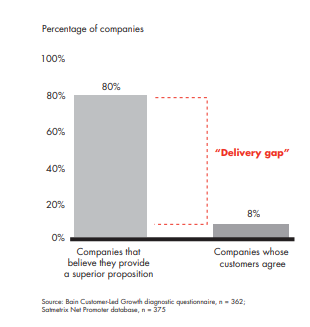 Percentage of companies
100%
80%
80%
60%
"Delivery gap"
40%
20%
8%
0%
Companies that
believe they provide
a superior proposition
Companies whose
customers agree
Source: Bain Customer-Led Growth diagnostic questionnaire, n = 362;
Satmetrix Net Promoter database, n = 375